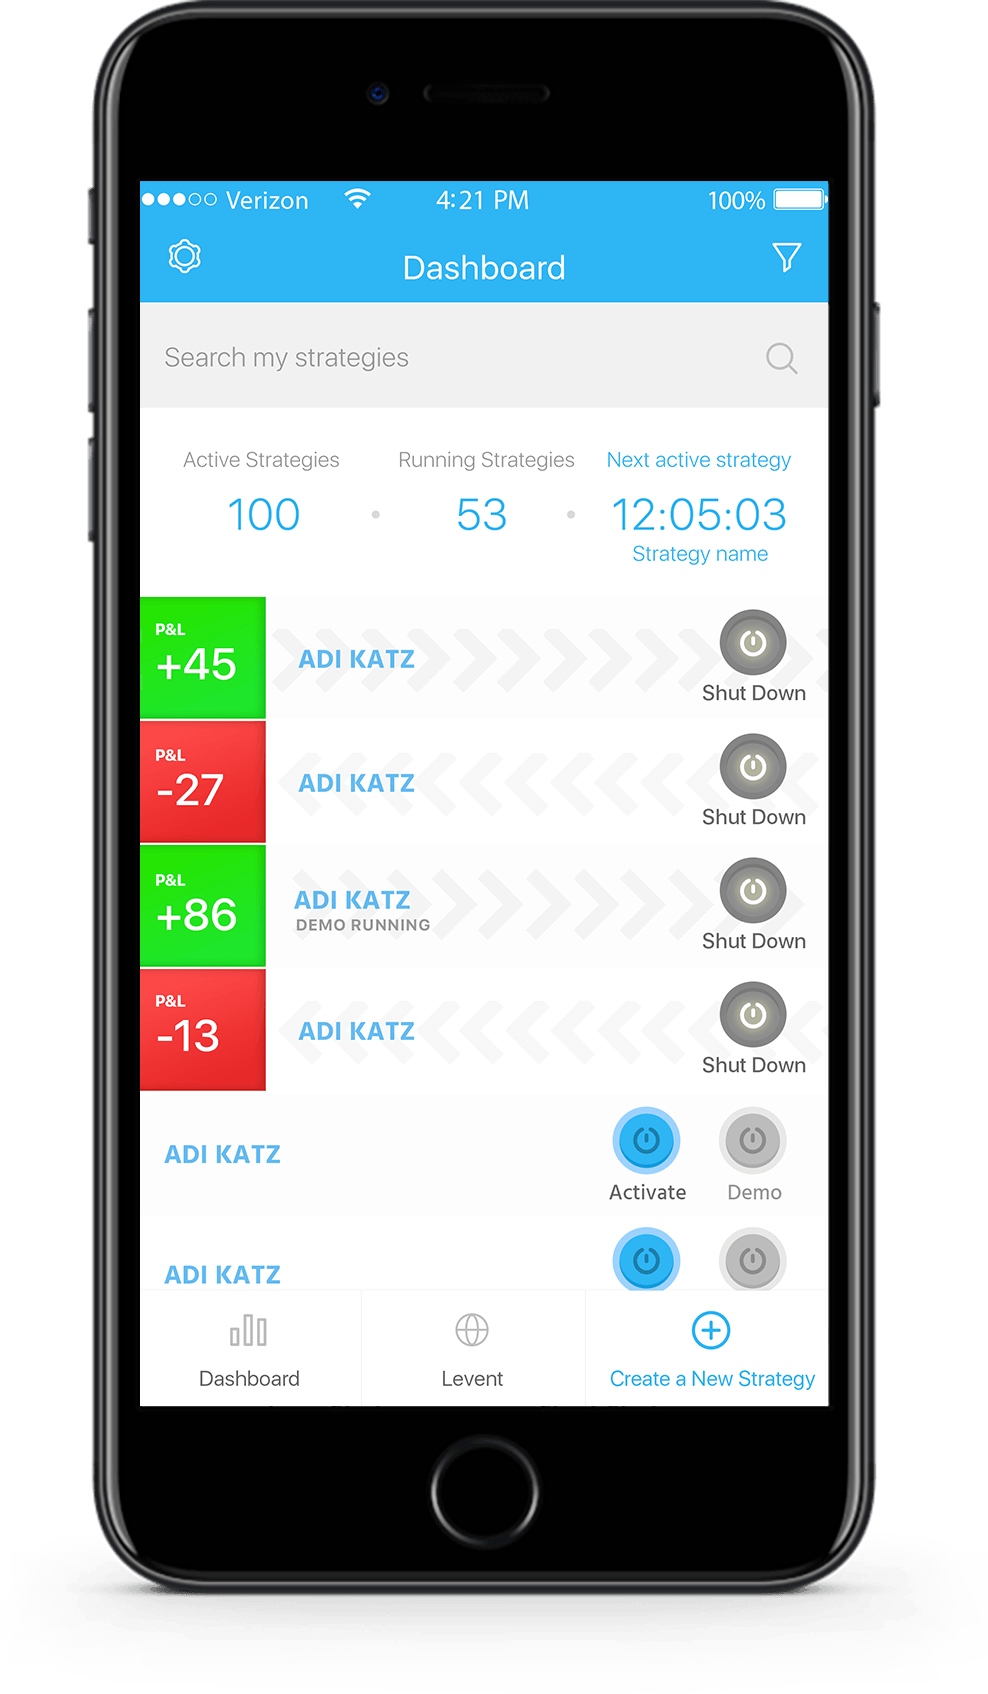 Verizon 4:21 PM 100%
Dashboard
Search my strategies
Active Strategies Running Strategies Next active strategy
100 53 12:05:03
Strategy name
P&L
+45
ADI KATZ
Shut Down
P&L
-27
ADI KATZ
Shut Down
P&L
+86
ADI KATZ
DEMO RUNNING
Shut Down
P&L
-13
ADI KATZ
Shut Down
ADI KATZ
Activate Demo
ADI KATZ
Dashboard Levent Create a New Strategy